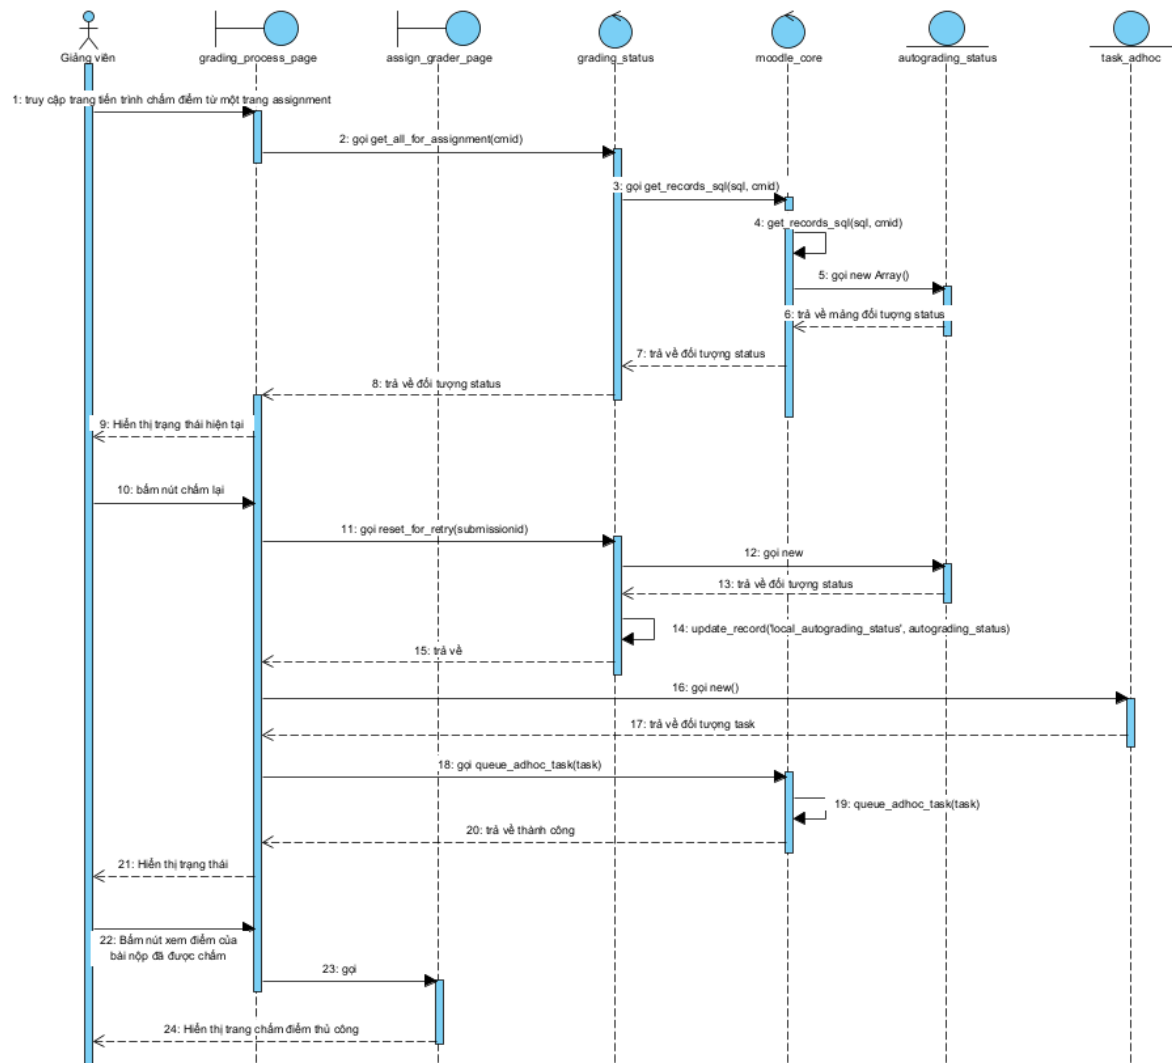 Giảng viên
grading_process_page
assign_grader_page
grading_status
moodle_core
autograding_status
task_adhoc
1: truy cập trang tiến trình chấm điểm từ một trang assignment
2: gọi get_all_for_assignment(cmid)
3: gọi get_records_sql(sql, cmid)
4: get_records_sql(sql, cmid)
5: gọi new Array()
6: trả về mảng đối tượng status
7: trả về đối tượng status
8: trả về đối tượng status
9: Hiển thị trạng thái hiện tại
10: bấm nút chấm lại
11: gọi reset_for_retry(submissionid)
12: gọi new
13: trả về đối tượng status
14: update_record('local_autograding_status', autograding_status)
15: trả về
16: gọi new()
17: trả về đối tượng task
18: gọi queue_adhoc_task(task)
19: queue_adhoc_task(task)
20: trả về thành công
21: Hiển thị trạng thái
22: Bấm nút xem điểm của
bài nộp đã được chấm
23: gọi
24: Hiển thị trang chấm điểm thủ công